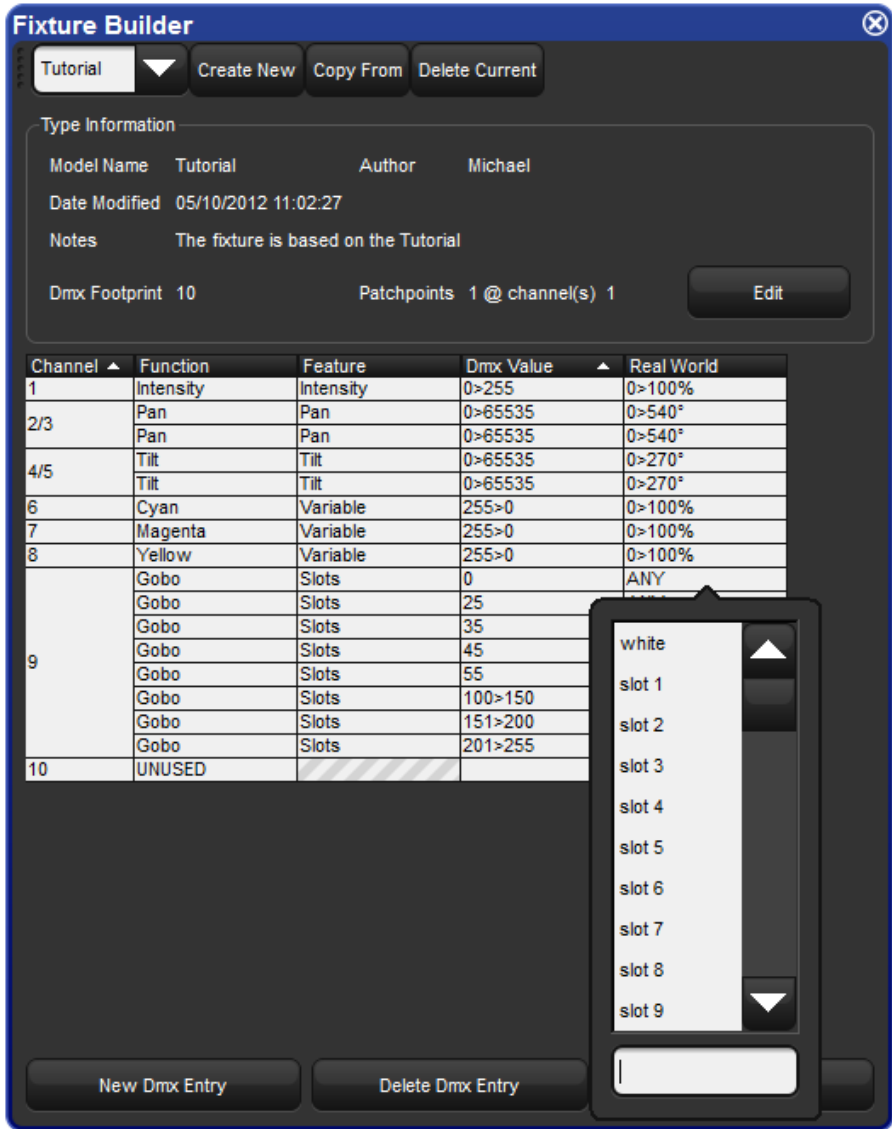 Fixture Builder
Tutorial Create New Copy From Delete Current
Type Information
Model Name Tutorial Author Michael
Date Modified 05/10/2012 11:02:27
Notes The fixture is based on the Tutorial
Dmx Footprint 10 Patchpoints 1 @ channel(s) 1 Edit
Channel Function Feature Dmx Value Real World
1 Intensity Intensity 0>255 0>100%
2/3 Pan Pan 0>65535 0>540°
Pan Pan 0>65535 0>540°
4/5 Tilt Tilt 0>65535 0>270°
Tilt Tilt 0>65535 0>270°
6 Cyan Variable 255>0 0>100%
7 Magenta Variable 255>0 0>100%
8 Yellow Variable 255>0 0>100%
9 Gobo Slots 0 ANY
Gobo Slots 25
Gobo Slots 35
Gobo Slots 45
Gobo Slots 55
Gobo Slots 100>150
Gobo Slots 151>200
Gobo Slots 201>255
10 UNUSED
white
slot 1
slot 2
slot 3
slot 4
slot 5
slot 6
slot 7
slot 8
slot 9
New Dmx Entry Delete Dmx Entry